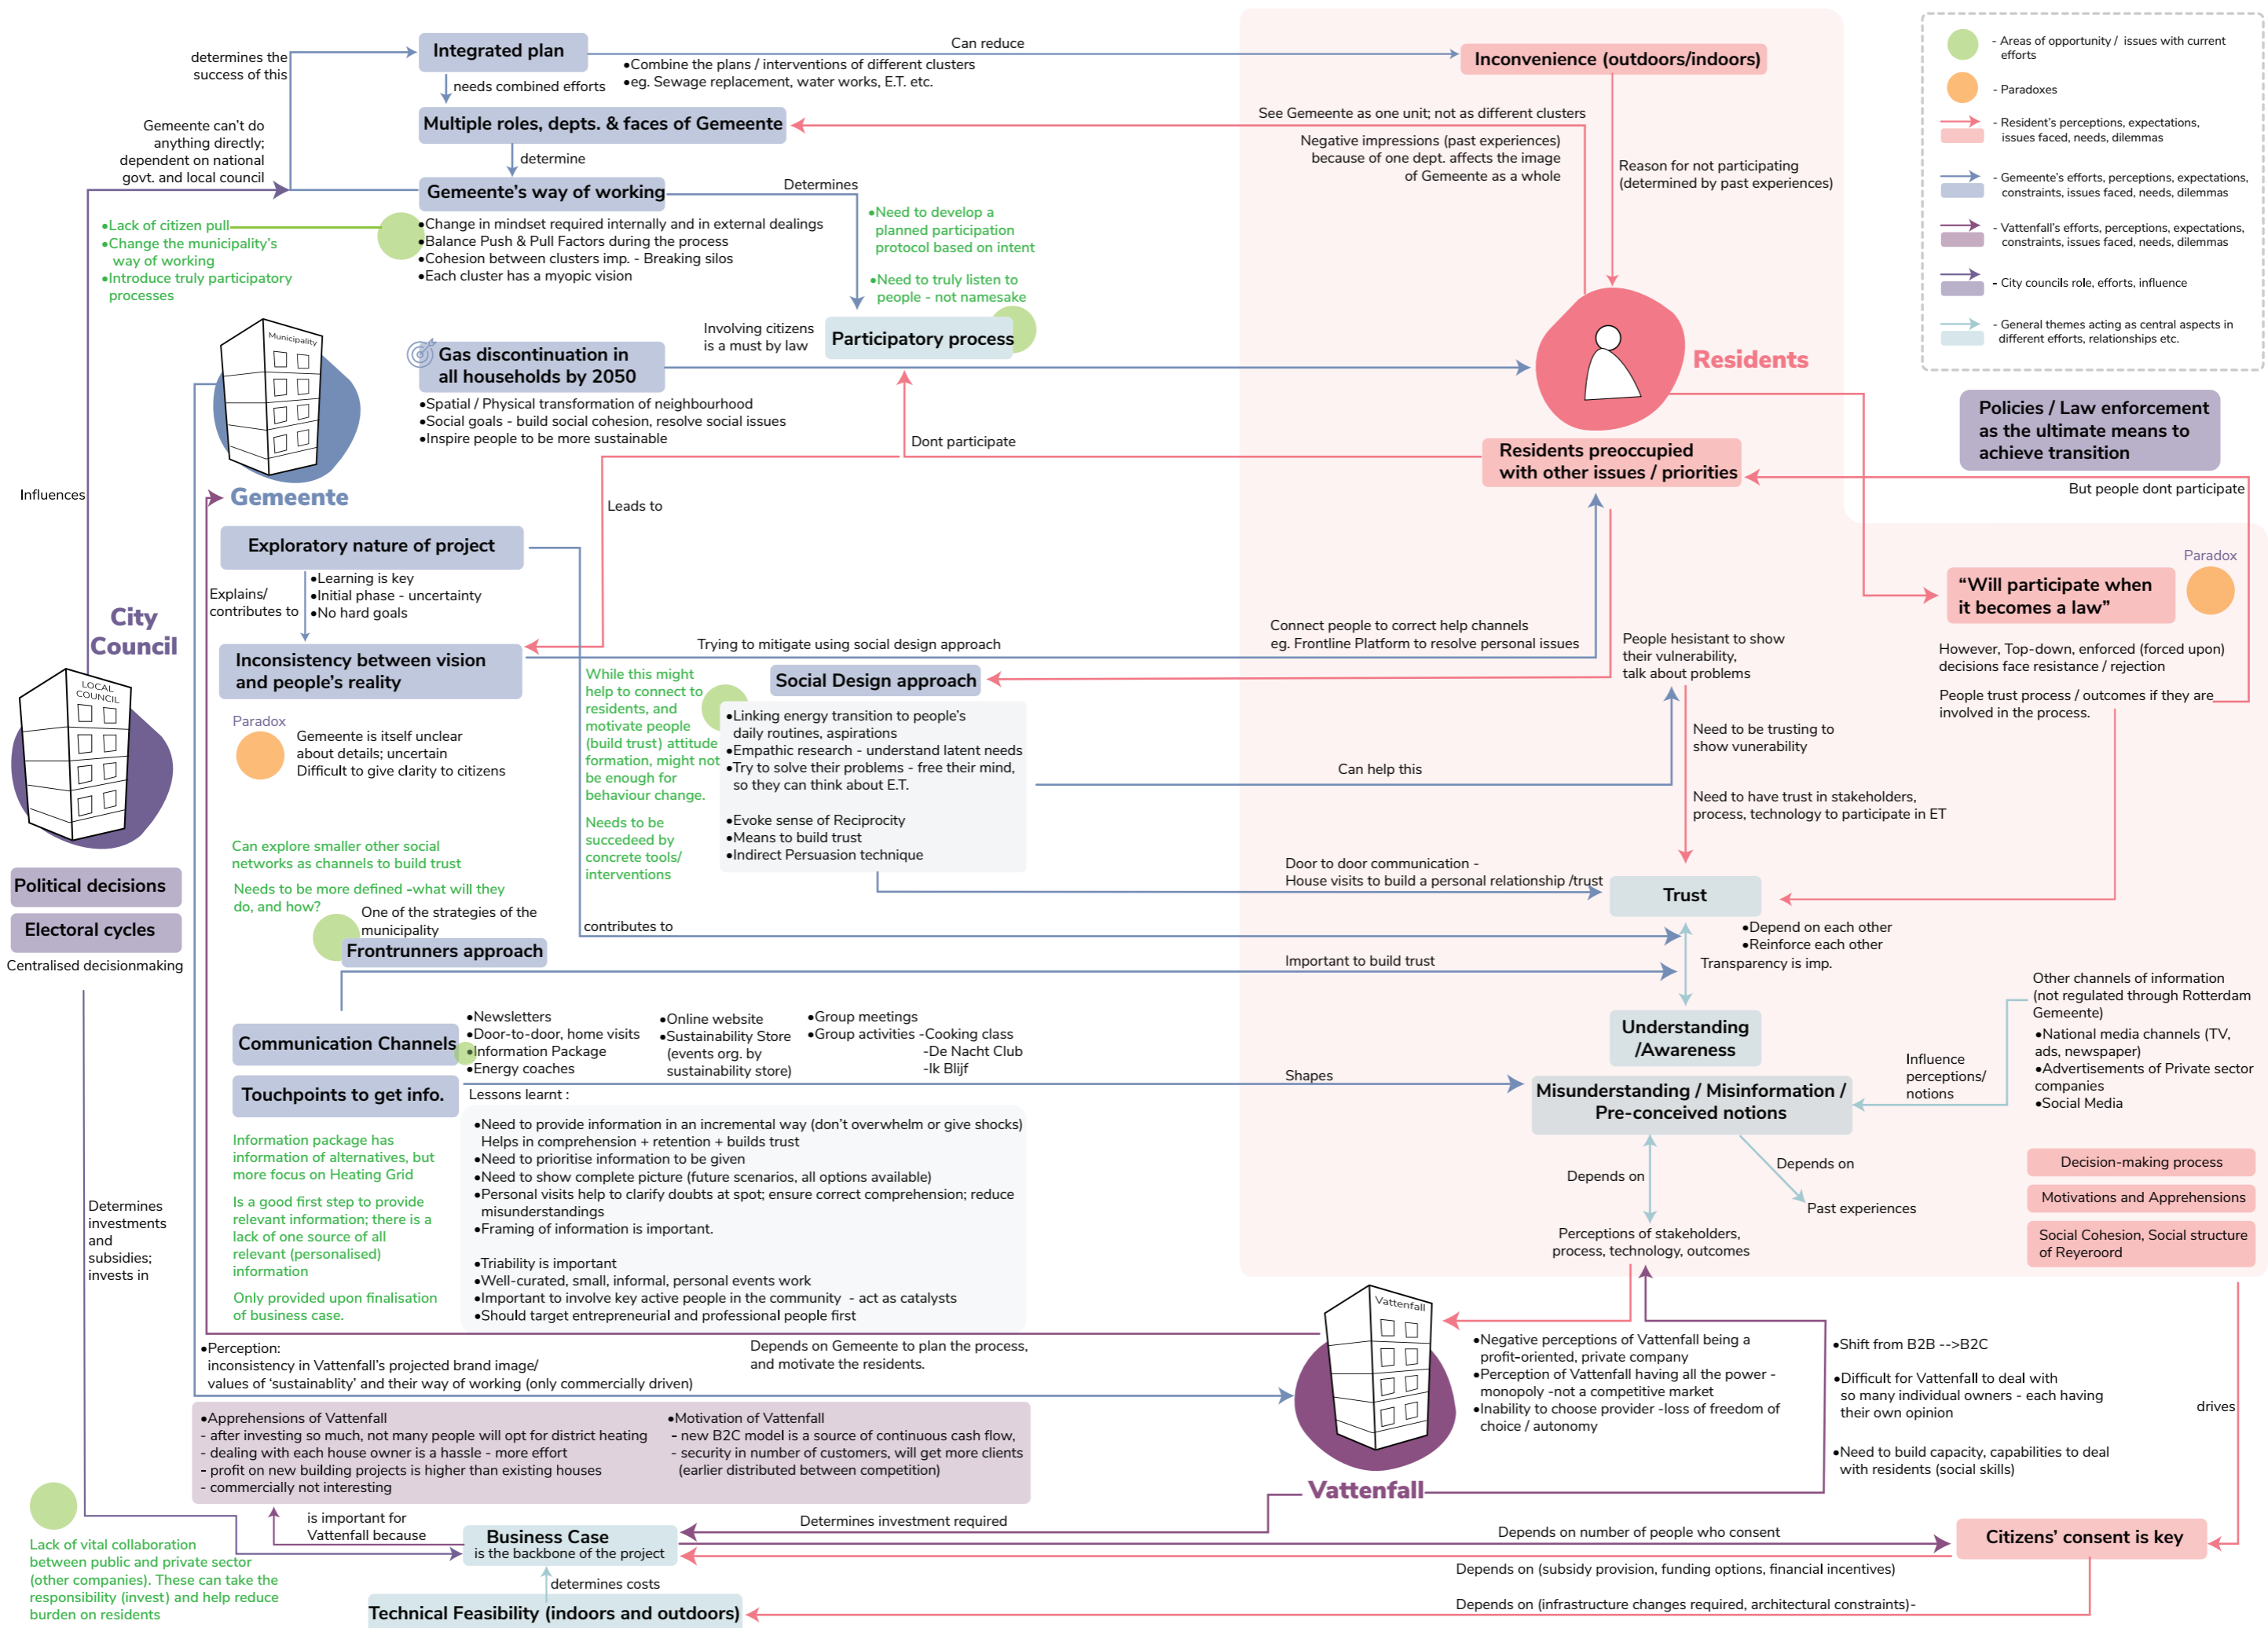 determines the
success of this
Integrated plan
Can reduce
•Combine the plans / interventions of different clusters
•eg. Sewage replacement, water works, E.T. etc.
needs combined efforts
Inconvenience (outdoors/indoors)
Multiple roles, depts. & faces of Gemeente
See Gemeente as one unit; not as different clusters
Negative impressions (past experiences)
because of one dept. affects the image
of Gemeente as a whole
Reason for not participating
(determined by past experiences)
Gemeente can't do
anything directly;
dependent on national
govt. and local council
determine
Gemeente's way of working
Determines
•Change in mindset required internally and in external dealings
•Balance Push & Pull Factors during the process
•Cohesion between clusters imp. - Breaking silos
•Each cluster has a myopic vision
•Lack of citizen pull
•Change the municipality's
way of working
•Introduce truly participatory
processes
•Need to develop a
planned participation
protocol based on intent
•Need to truly listen to
people - not namesake
Involving citizens
is a must by law
Participatory process
- Areas of opportunity / issues with current
efforts
- Paradoxes
- Resident's perceptions, expectations,
issues faced, needs, dilemmas
- Gemeente's efforts, perceptions, expectations,
constraints, issues faced, needs, dilemmas
- Vattenfall's efforts, perceptions, expectations,
constraints, issues faced, needs, dilemmas
- City councils role, efforts, influence
- General themes acting as central aspects in
different efforts, relationships etc.
Municipality
Gemeente
Gas discontinuation in
all households by 2050
•Spatial / Physical transformation of neighbourhood
•Social goals - build social cohesion, resolve social issues
•Inspire people to be more sustainable
Dont participate
Residents
Residents preoccupied
with other issues / priorities
Policies / Law enforcement
as the ultimate means to
achieve transition
But people dont participate
Influences
Leads to
Exploratory nature of project
Explains/
contributes to
•Learning is key
•Initial phase - uncertainty
•No hard goals
City
Council
LOCAL
COUNCIL
Inconsistency between vision
and people's reality
Trying to mitigate using social design approach
Connect people to correct help channels
eg. Frontline Platform to resolve personal issues
Paradox
Gemeente is itself unclear
about details; uncertain
Difficult to give clarity to citizens
While this might
help to connect to
residents, and
motivate people
(build trust) attitude
formation, might not
be enough for
behaviour change.
Needs to be
succedeed by
concrete tools/
interventions
Social Design approach
•Linking energy transition to people's
daily routines, aspirations
•Empathic research - understand latent needs
•Try to solve their problems - free their mind,
so they can think about E.T.
•Evoke sense of Reciprocity
•Means to build trust
•Indirect Persuasion technique
People hesistant to show
their vulnerability,
talk about problems
Need to be trusting to
show vunerability
Can help this
Need to have trust in stakeholders,
process, technology to participate in ET
Paradox
“Will participate when
it becomes a law”
However, Top-down, enforced (forced upon)
decisions face resistance / rejection
People trust process / outcomes if they are
involved in the process.
Political decisions
Electoral cycles
Centralised decisionmaking
Can explore smaller other social
networks as channels to build trust
Needs to be more defined -what will they
do, and how?
One of the strategies of the
municipality
Frontrunners approach
contributes to
Door to door communication -
House visits to build a personal relationship /trust
Trust
•Depend on each other
•Reinforce each other
Transparency is imp.
Important to build trust
Understanding
/Awareness
Other channels of information
(not regulated through Rotterdam
Gemeente)
•National media channels (TV,
ads, newspaper)
•Advertisements of Private sector
companies
•Social Media
Influence
perceptions/
notions
Communication Channels
•Newsletters
•Door-to-door, home visits
•Information Package
•Energy coaches
•Online website
•Sustainability Store
(events org. by
sustainability store)
•Group meetings
•Group activities -Cooking class
-De Nacht Club
-Ik Blijf
Touchpoints to get info.
Shapes
Misunderstanding / Misinformation /
Pre-conceived notions
Lessons learnt :
•Need to provide information in an incremental way (don't overwhelm or give shocks)
Helps in comprehension + retention + builds trust
•Need to prioritise information to be given
•Need to show complete picture (future scenarios, all options available)
•Personal visits help to clarify doubts at spot; ensure correct comprehension; reduce
misunderstandings
•Framing of information is important.
•Triability is important
•Well-curated, small, informal, personal events work
•Important to involve key active people in the community - act as catalysts
•Should target entrepreneurial and professional people first
Information package has
information of alternatives, but
more focus on Heating Grid
Is a good first step to provide
relevant information; there is a
lack of one source of all
relevant (personalised)
information
Only provided upon finalisation
of business case.
Depends on
Depends on
Past experiences
Perceptions of stakeholders,
process, technology, outcomes
Decision-making process
Motivations and Apprehensions
Social Cohesion, Social structure
of Reyeroord
Determines
investments
and
subsidies;
invests in
•Perception:
inconsistency in Vattenfall's projected brand image/
values of 'sustainablity' and their way of working (only commercially driven)
Depends on Gemeente to plan the process,
and motivate the residents.
Vattenfall
Vattenfall
•Negative perceptions of Vattenfall being a
profit-oriented, private company
•Perception of Vattenfall having all the power -
monopoly -not a competitive market
•Inability to choose provider -loss of freedom of
choice / autonomy
•Shift from B2B -->B2C
•Difficult for Vattenfall to deal with
so many individual owners - each having
their own opinion
•Need to build capacity, capabilities to deal
with residents (social skills)
drives
•Apprehensions of Vattenfall
- after investing so much, not many people will opt for district heating
- dealing with each house owner is a hassle - more effort
- profit on new building projects is higher than existing houses
- commercially not interesting
•Motivation of Vattenfall
- new B2C model is a source of continuous cash flow,
- security in number of customers, will get more clients
(earlier distributed between competition)
Lack of vital collaboration
between public and private sector
(other companies). These can take the
responsibility (invest) and help reduce
burden on residents
is important for
Vattenfall because
Business Case
is the backbone of the project
Determines investment required
Depends on number of people who consent
Citizens' consent is key
Depends on (subsidy provision, funding options, financial incentives)
determines costs
Technical Feasibility (indoors and outdoors)
Depends on (infrastructure changes required, architectural constraints)-